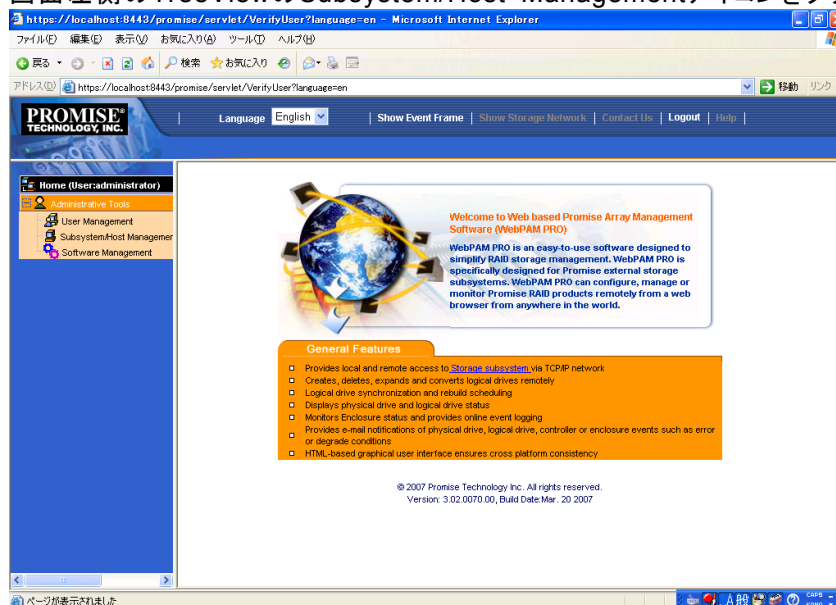 画面左側のTreeViewのSubsystem/Host Managementアイコンをク
https://localhost:8443/promise/servlet/VerifyUser?language=en - Microsoft Internet Explorer
ファイル(F) 編集(E) 表示(V) お気に入り(A) ツール(T) ヘルプ(H)
戻る 検索 お気に入り
アドレス(D) https://localhost:8443/promise/servlet/VerifyUser?language=en 移動 リンク
PROMISE®
TECHNOLOGY, INC.
| Language English | Show Event Frame | Show Storage Network | Contact Us | Logout | Help |
Home (User:administrator)
Administrative Tools
User Management
Subsystem/Host Managemer
Software Management
Welcome to Web based Promise Array Management
Software (WebPAM PRO)
WebPAM PRO is an easy-to-use software designed to
simplify RAID storage management. WebPAM PRO is
specifically designed for Promise external storage
subsystems. WebPAM PRO can configure, manage or
monitor Promise RAID products remotely from a web
browser from anywhere in the world.
General Features
Provides local and remote access to Storage subsystem via TCP/IP network
Creates, deletes, expands and converts logical drives remotely
Logical drive synchronization and rebuild scheduling
Displays physical drive and logical drive status
Monitors Enclosure status and provides online event logging
Provides e-mail notifications of physical drive, logical drive, controller or enclosure events such as error
or degrade conditions
HTML-based graphical user interface ensures cross platform consistency
© 2007 Promise Technology Inc. All rights reserved.
Version: 3.02.0070.00, Build Date:Mar. 20 2007
ページが表示されました
A 般 CAPS